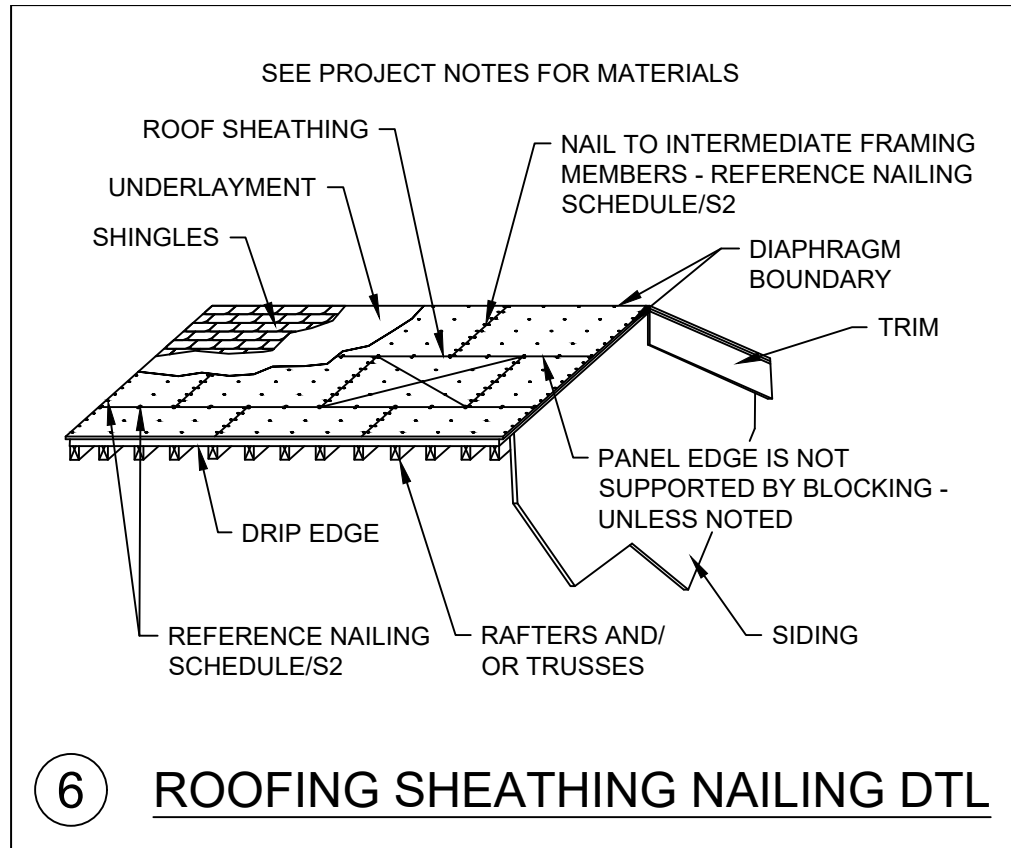 SEE PROJECT NOTES FOR MATERIALS
ROOF SHEATHING
NAIL TO INTERMEDIATE FRAMING
MEMBERS - REFERENCE NAILING
SCHEDULE/S2
UNDERLAYMENT
SHINGLES
DIAPHRAGM
BOUNDARY
TRIM
PANEL EDGE IS NOT
SUPPORTED BY BLOCKING -
UNLESS NOTED
DRIP EDGE
REFERENCE NAILING
SCHEDULE/S2
RAFTERS AND/
OR TRUSSES
SIDING
6 ROOFING SHEATHING NAILING DTL